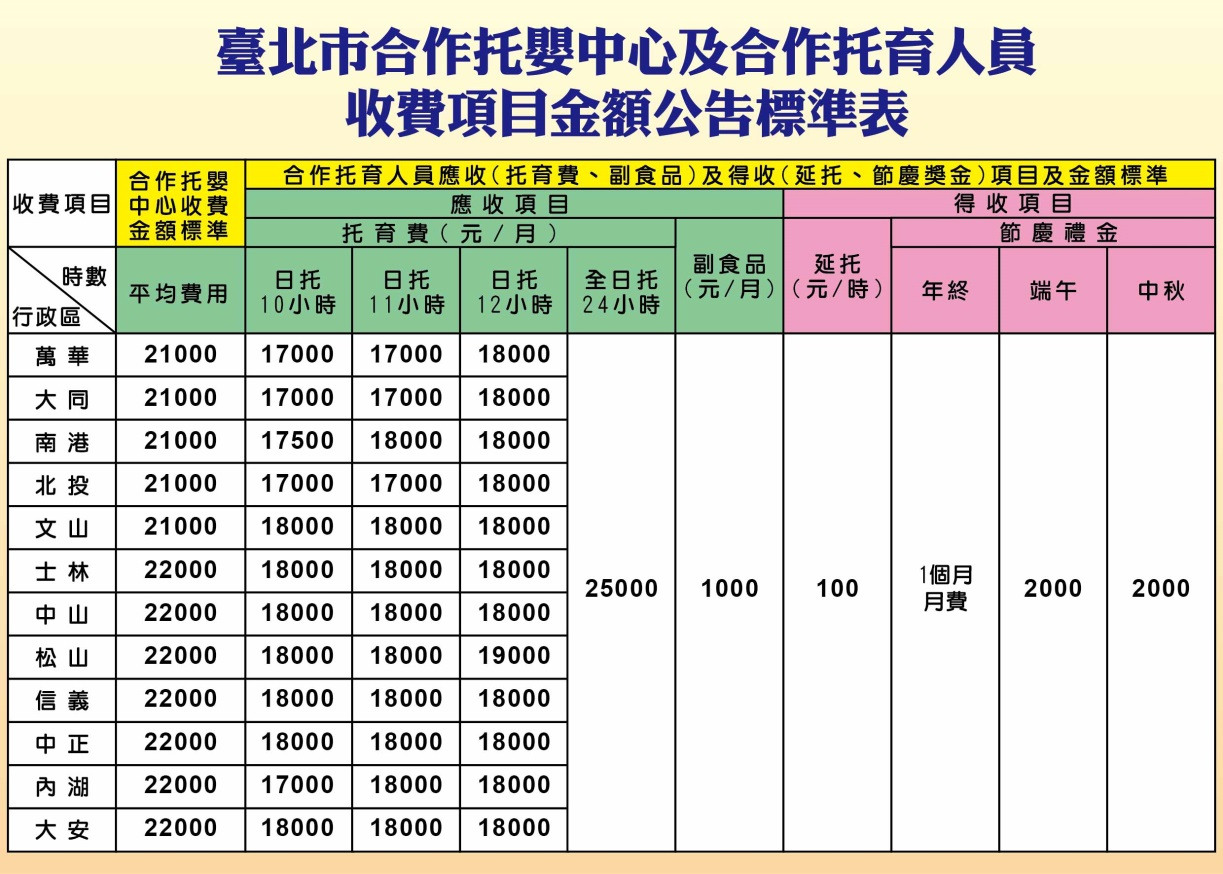 臺北市合作托嬰中心及合作托育人員
收費項目金額公告標準表
收費項目
合作托嬰
中心收費
金額標準
合作托育人員應收(托育費、副食品)及得收(延托、節慶獎金)項目及金額標準
應收項目
得收項目
托育費(元/月)
節慶禮金
時數
行政區
平均費用
日托
10小時
日托
11小時
日托
12小時
全日托
24小時
副食品
(元/月)
延托
(元/時)
年終
端午
中秋
萬華 21000 17000 17000 18000
大同 21000 17000 17000 18000
南港 21000 17500 18000 18000
北投 21000 17000 17000 18000
文山 21000 18000 18000 18000
士林 22000 18000 18000 18000
中山 22000 18000 18000 18000
松山 22000 18000 18000 19000
信義 22000 18000 18000 18000
中正 22000 18000 18000 18000
內湖 22000 17000 18000 18000
大安 22000 18000 18000 18000
25000
1000
100
1個月
月費
2000
2000